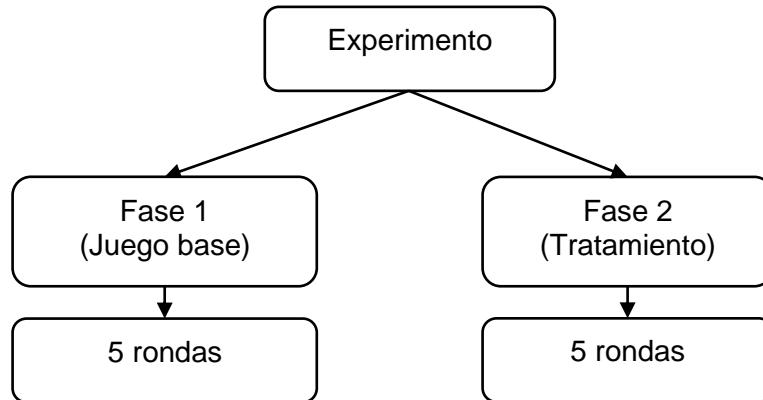 Experimento
Fase 1
(Juego base)
Fase 2
(Tratamiento)
5 rondas
5 rondas